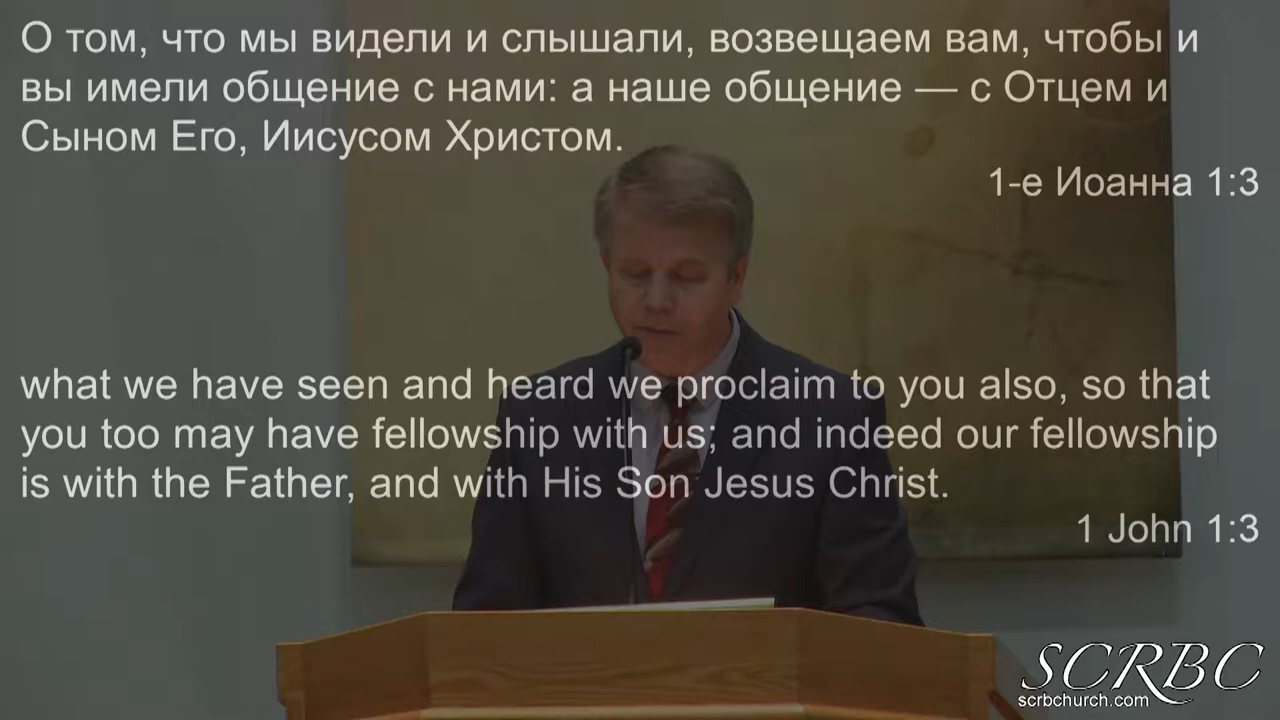 О том, что мы видели и слышали, возвещаем вам, чтобы и
вы имели общение с нами: а наше общение — с Отцем и
Сыном Его, Иисусом Христом.
1-е Иоанна 1:3
what we have seen and heard we proclaim to you also, so that
you too may have fellowship with us; and indeed our fellowship
is with the Father, and with His Son Jesus Christ.
1 John 1:3
SCRBC
scrbchurch.com